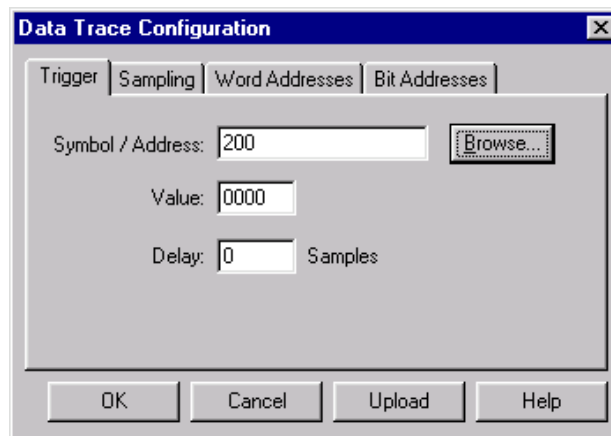 Data Trace Configuration
Trigger Sampling Word Addresses Bit Addresses
Symbol / Address: 200 Browse...
Value: 0000
Delay: 0 Samples
OK Cancel Upload Help